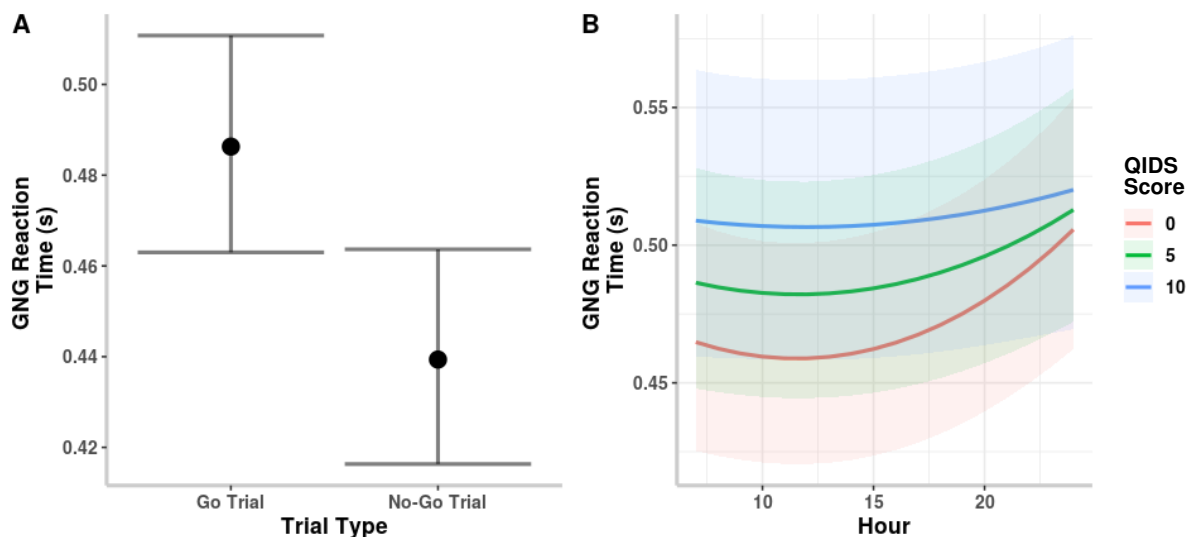 A
GNG Reaction
Time (s)
0.50
0.48
0.46
0.44
0.42
Go Trial
No-Go Trial
Trial Type
B
GNG Reaction
Time (s)
0.55
0.50
0.45
10
15
20
Hour
QIDS
Score
0
5
10